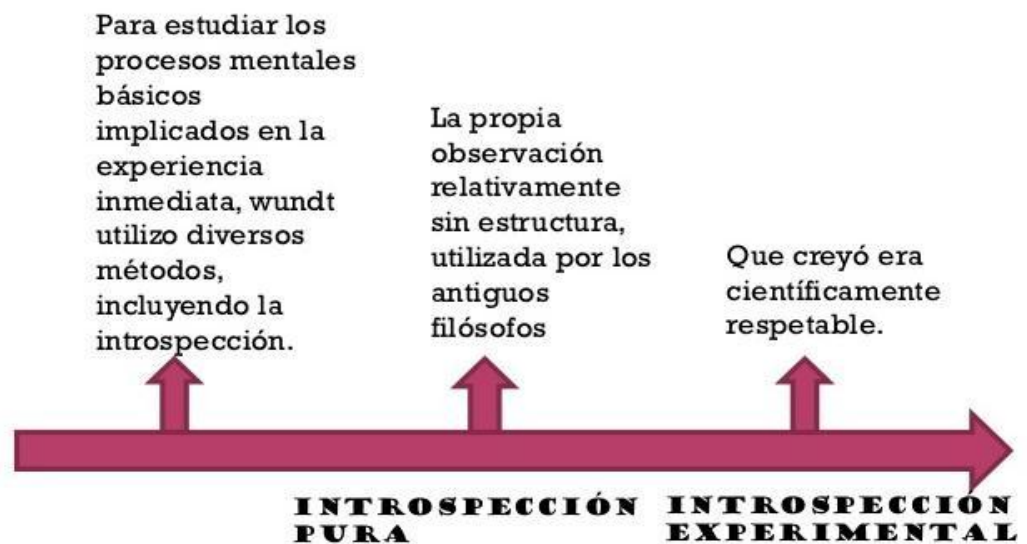 Para estudiar los
procesos mentales
básicos
implicados en la
experiencia
inmediata, wundt
utilizo diversos
métodos,
incluyendo la
introspección.
La propia
observación
relativamente
sin estructura,
utilizada por los
antiguos
filósofos
Que creyó era
científicamente
respetable.
INTROSPECCIÓN
PURA
INTROSPECCIÓN
EXPERIMENTAL